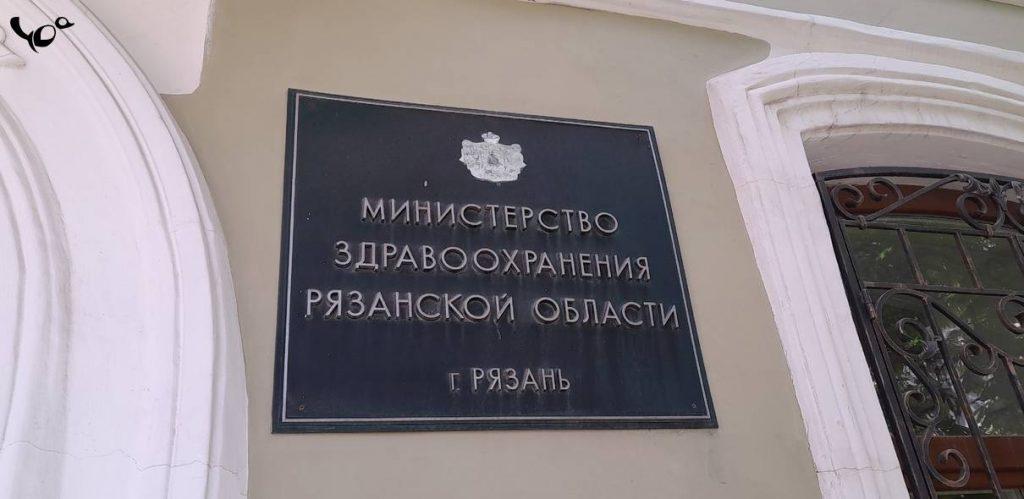 МИНИСТЕРСТВО
ЗДРАВООХРАНЕНИЯ
РЯЗАНСКОЙ ОБЛАСТИ
г. РЯЗАНЬ